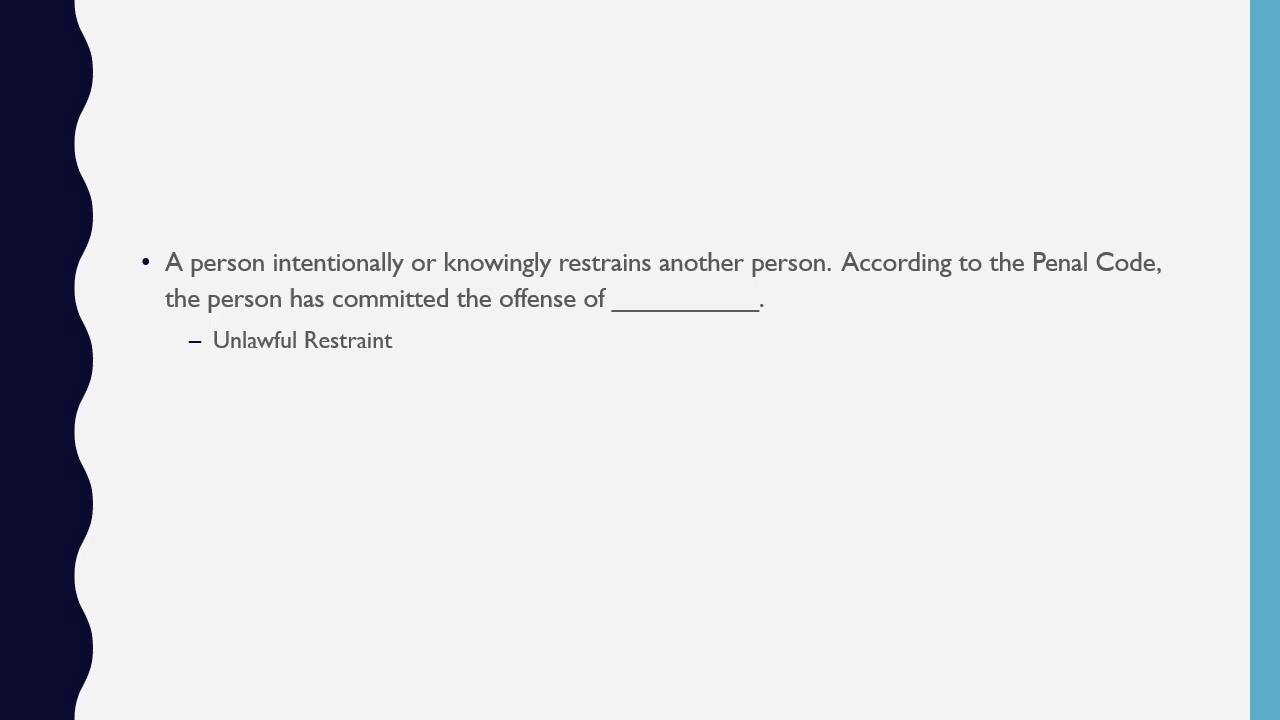 • A person intentionally or knowingly restrains another person. According to the Penal Code,
the person has committed the offense of ___________.
– Unlawful Restraint